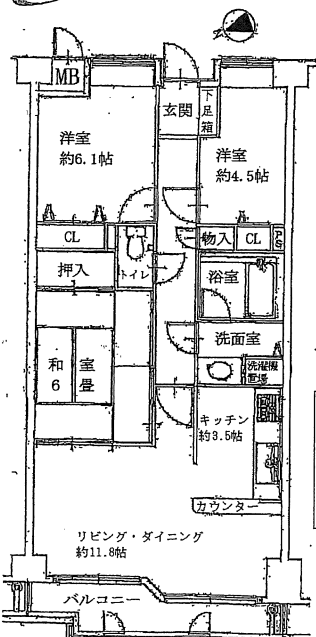 MB
玄関
下足箱
洋室
約6.1帖
洋室
約4.5帖
CL
トイレ
物入
CL
PS
押入
浴室
洗面室
和室
6畳
洗濯機
置場
キッチン
約3.5帖
カウンター
リビング・ダイニング
約11.8帖
バルコニー